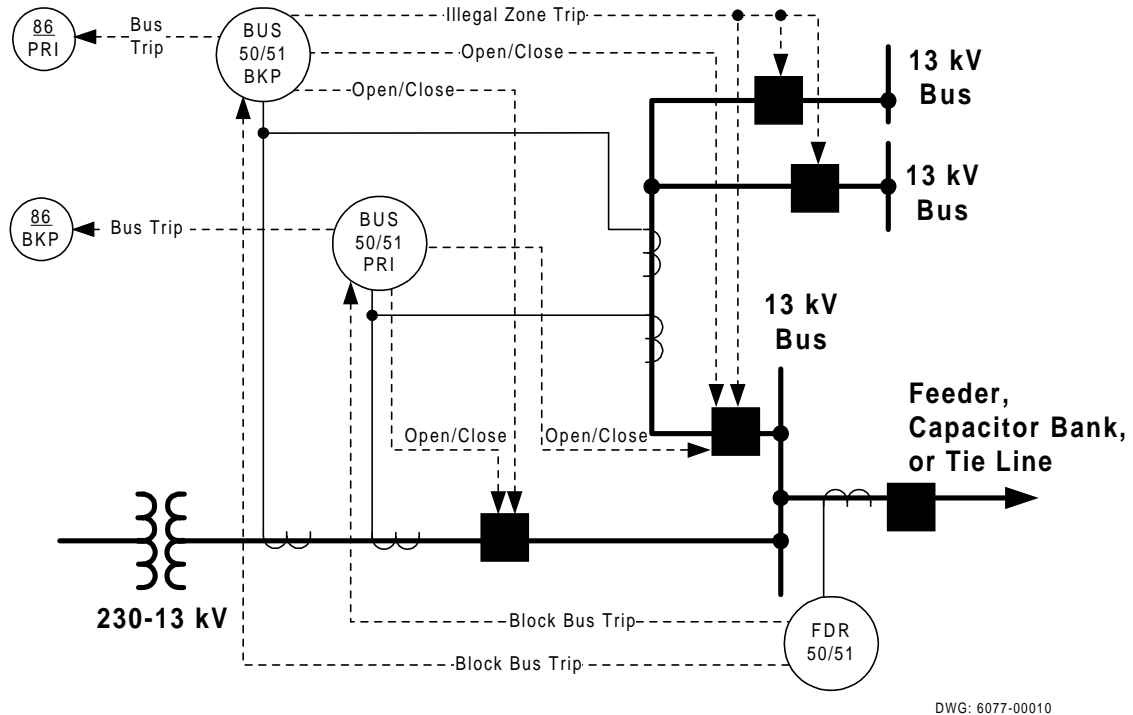 Illegal Zone Trip
86
PRI
Bus
Trip
BUS
50/51
BKP
Open/Close
Open/Close
13 kV
Bus
13 kV
Bus
86
BKP
Bus Trip
BUS
50/51
PRI
13 kV
Bus
Feeder,
Capacitor Bank,
or Tie Line
Open/Close
Open/Close
230-13 kV
Block Bus Trip
Block Bus Trip
FDR
50/51
DWG: 6077-00010